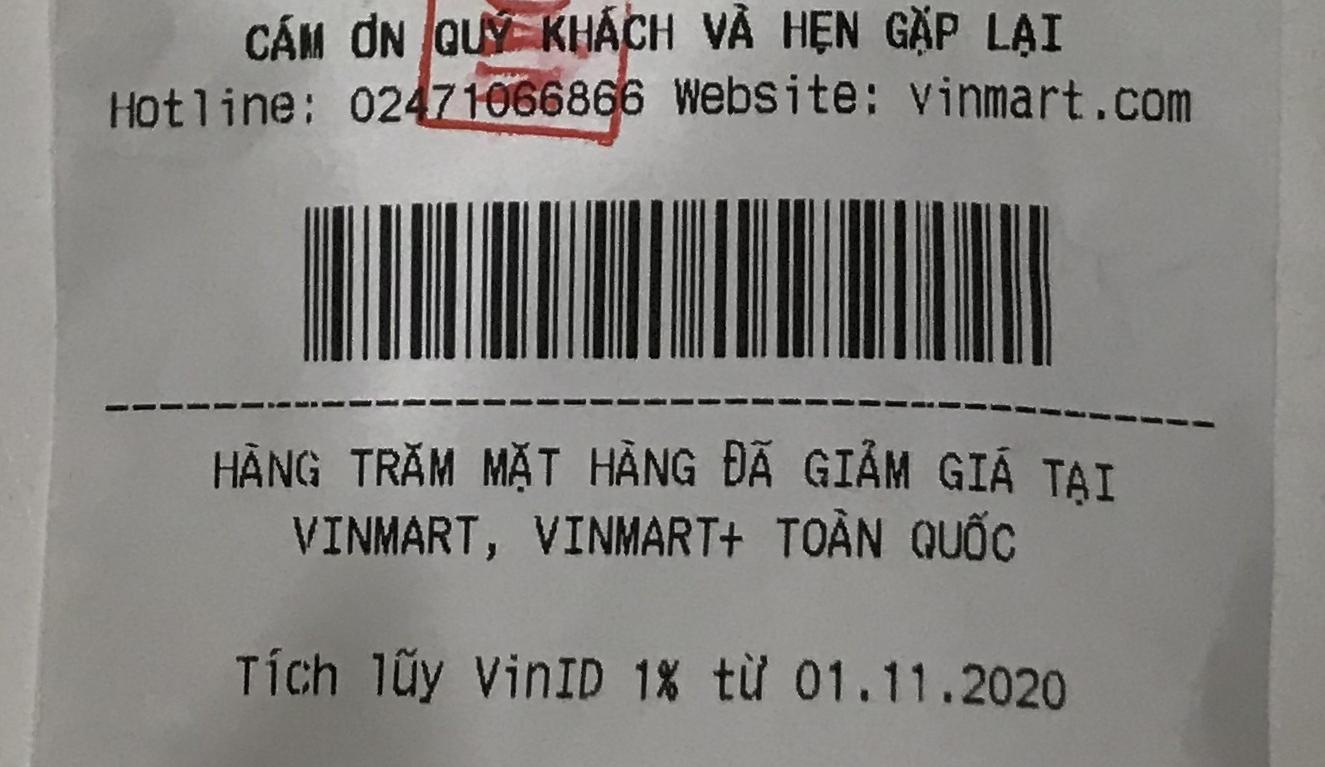 CÁM ƠN QUÝ KHÁCH VÀ HẸN GẶP LẠI
Hotline: 02471066866 Website: vinmart.com
HÀNG TRĂM MẶT HÀNG ĐÃ GIẢM GIÁ TẠI
VINMART, VINMART+ TOÀN QUỐC
Tích lũy VinID 1% từ 01.11.2020